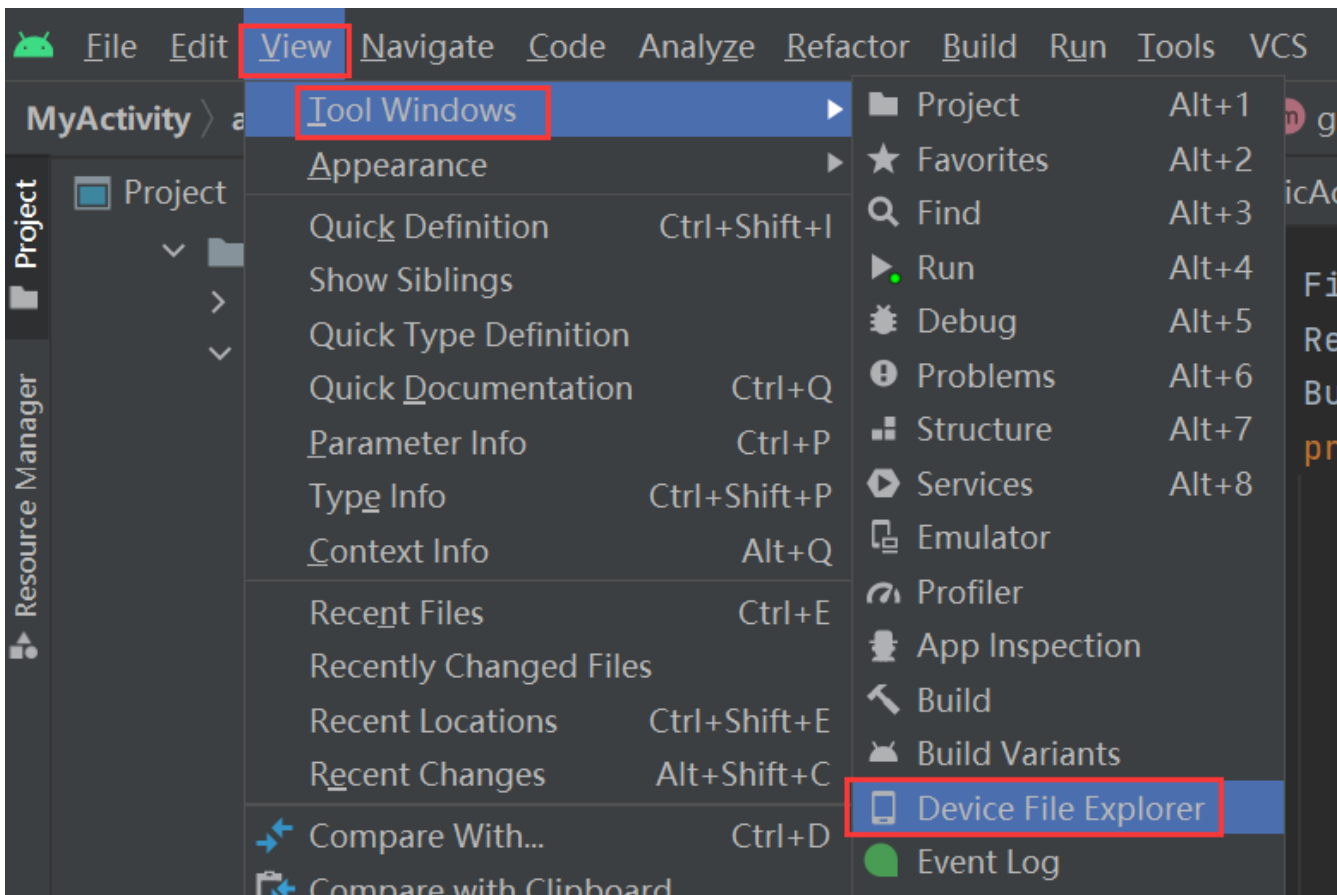 File Edit View Navigate Code Analyze Refactor Build Run Tools VCS
MyActivity
Project
Project
Resource Manager
Tool Windows
Appearance
Quick Definition Ctrl+Shift+I
Show Siblings
Quick Type Definition
Quick Documentation Ctrl+Q
Parameter Info Ctrl+P
Type Info Ctrl+Shift+P
Context Info Alt+Q
Recent Files Ctrl+E
Recently Changed Files
Recent Locations Ctrl+Shift+E
Recent Changes Alt+Shift+C
Compare With... Ctrl+D
Compare with Clipboard
Project Alt+1
Favorites Alt+2
Find Alt+3
Run Alt+4
Debug Alt+5
Problems Alt+6
Structure Alt+7
Services Alt+8
Emulator
Profiler
App Inspection
Build
Build Variants
Device File Explorer
Event Log